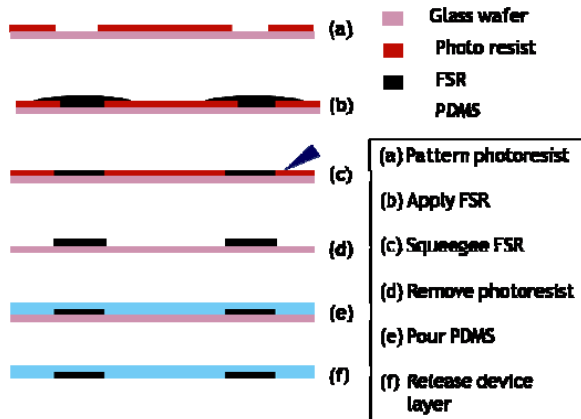 Glass wafer
(a)
Photo resist
FSR
(b)
PDMS
(a) Pattern photoresist
(c)
(b) Apply FSR
(c) Squeegee FSR
(d)
(d) Remove photoresist
(e)
(e) Pour PDMS
(f)
(f) Release device
layer